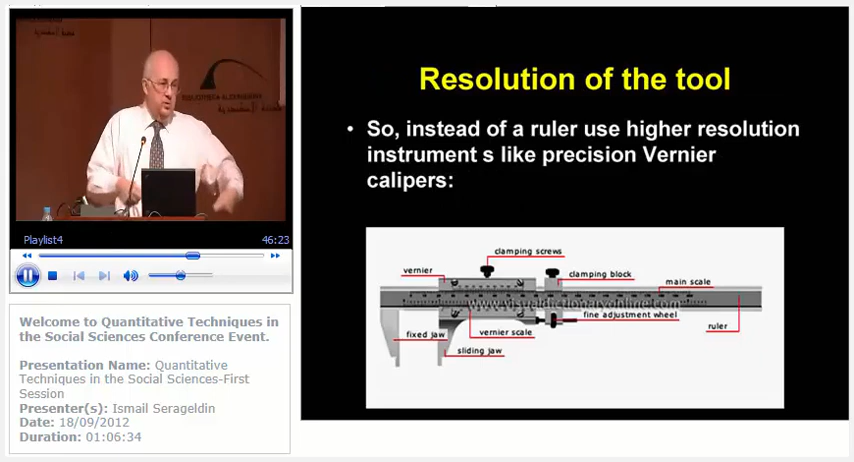 BIBLIOTHECA ALEXANDRINA
Playlist4
46:23
Welcome to Quantitative Techniques in
the Social Sciences Conference Event.
Presentation Name: Quantitative
Techniques in the Social Sciences-First
Session
Presenter(s): Ismail Serageldin
Date: 18/09/2012
Duration: 01:06:34
Resolution of the tool
• So, instead of a ruler use higher resolution
instrument s like precision Vernier
calipers:
clamping screws
vernier
clamping block
main scale
www.visualdictionaryonline.com
fine adjustment wheel
fixed jaw
vernier scale
ruler
sliding jaw